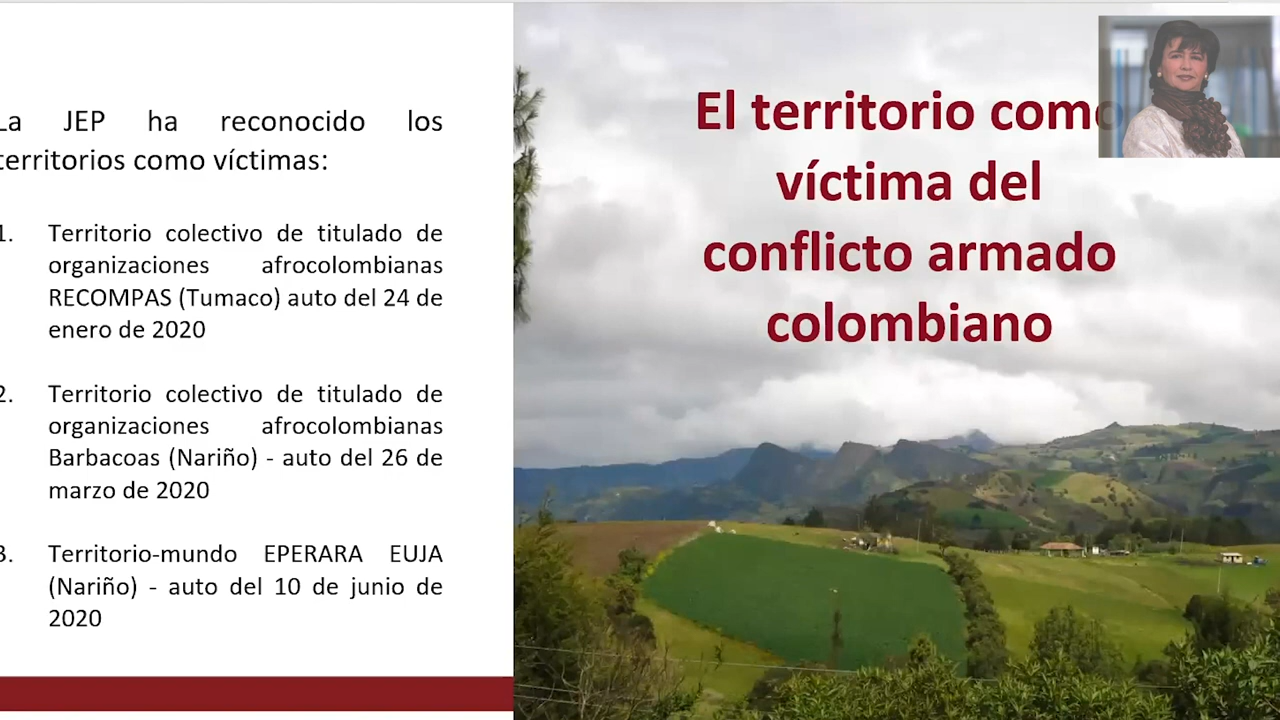 La JEP ha reconocido los
territorios como víctimas:
1. Territorio colectivo de titulado de
organizaciones afrocolombianas
RECOMPAS (Tumaco) auto del 24 de
enero de 2020
2. Territorio colectivo de titulado de
organizaciones afrocolombianas
Barbacoas (Nariño) - auto del 26 de
marzo de 2020
3. Territorio-mundo EPERARA EUJA
(Nariño) - auto del 10 de junio de
2020
El territorio como
víctima del
conflicto armado
colombiano